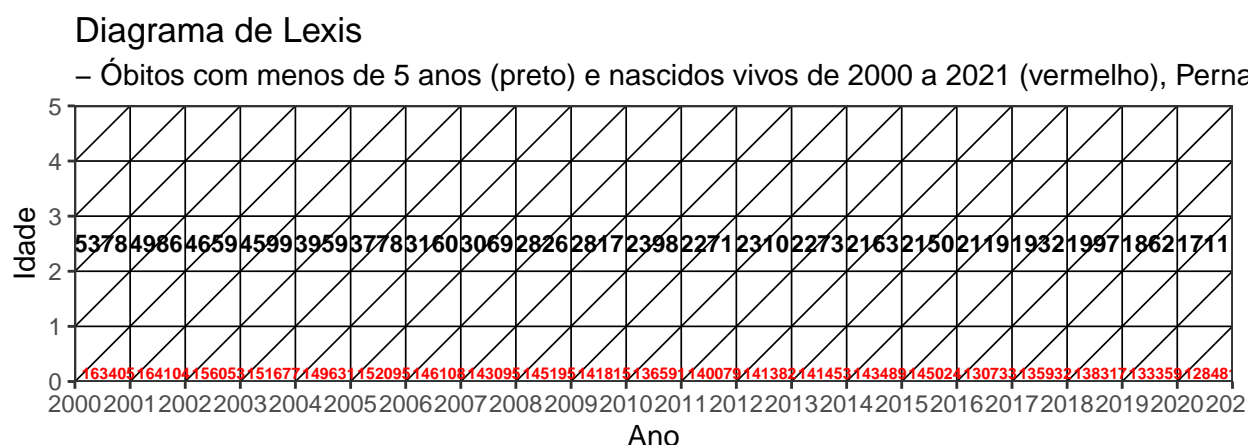 Diagrama de Lexis
– Óbitos com menos de 5 anos (preto) e nascidos vivos de 2000 a 2021 (vermelho), Perna
5
4
3
5378 4986 4659 4599 3959 3778 3160 3069 2826 2817 2398 2271 2310 2273 2163 2150 2119 1932 1997 1862 1711
Idade
2
1
163405 164104 156053 151677 149631 152095 146108 143095 145195 141815 136591 140079 141382 141453 143489 145024 130733 135932 138317 133359 128481
0
2000 2001 2002 2003 2004 2005 2006 2007 2008 2009 2010 2011 2012 2013 2014 2015 2016 2017 2018 2019 2020 202
Ano